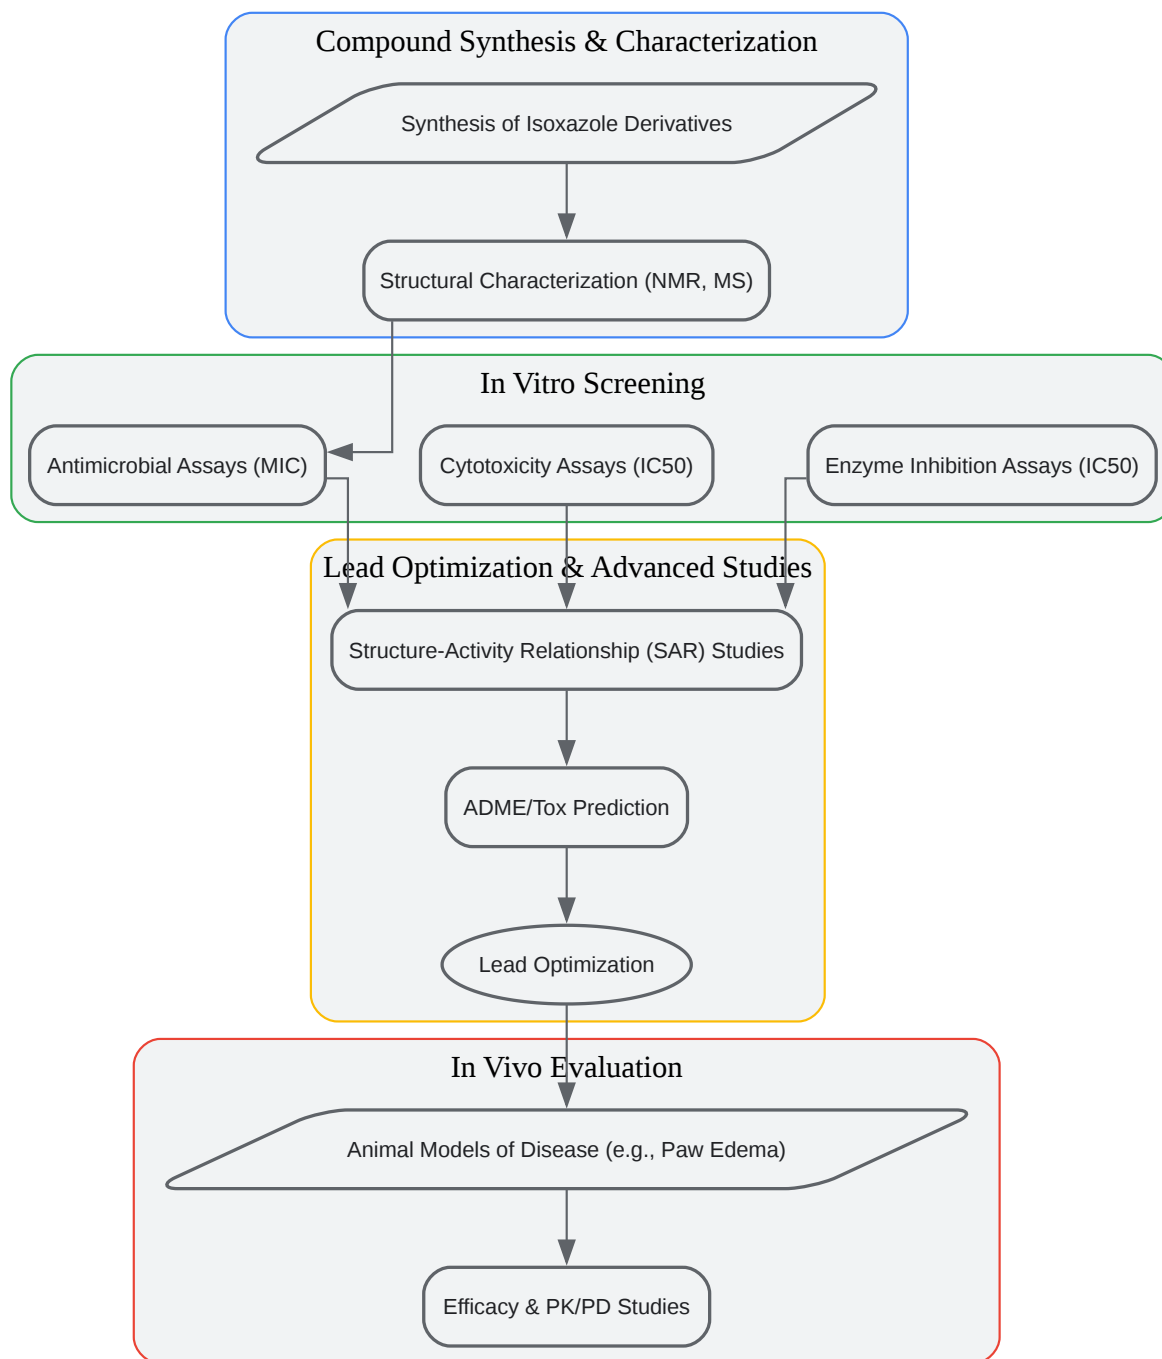 Compound Synthesis & Characterization
Synthesis of Isoxazole Derivatives
Structural Characterization (NMR, MS)
In Vitro Screening
Antimicrobial Assays (MIC)
Cytotoxicity Assays (IC50)
Enzyme Inhibition Assays (IC50)
Lead Optimization & Advanced Studies
Structure-Activity Relationship (SAR) Studies
ADME/Tox Prediction
Lead Optimization
In Vivo Evaluation
Animal Models of Disease (e.g., Paw Edema)
Efficacy & PK/PD Studies